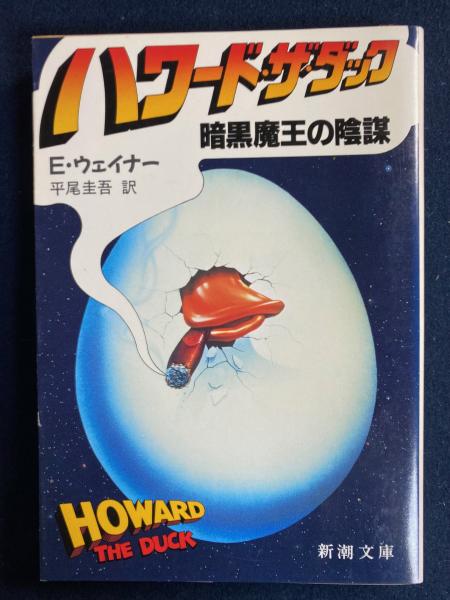 ハワード・ザ・ダック
暗黒魔王の陰謀
E・ウェイナー
平尾圭吾 訳
HOWARD
THE DUCK
新潮文庫